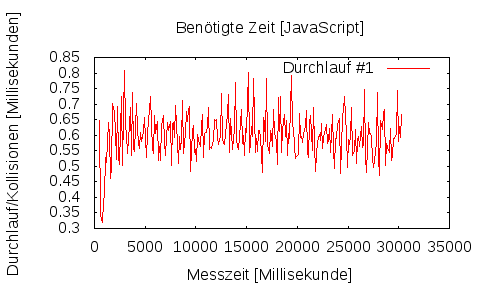 Benötigte Zeit [JavaScript]
Durchlauf/Kollisionen [Millisekunden]
0.85
0.8
0.75
0.7
0.65
0.6
0.55
0.5
0.45
0.4
0.35
0.3
Durchlauf #1
0 5000 10000 15000 20000 25000 30000 35000
Messzeit [Millisekunde]